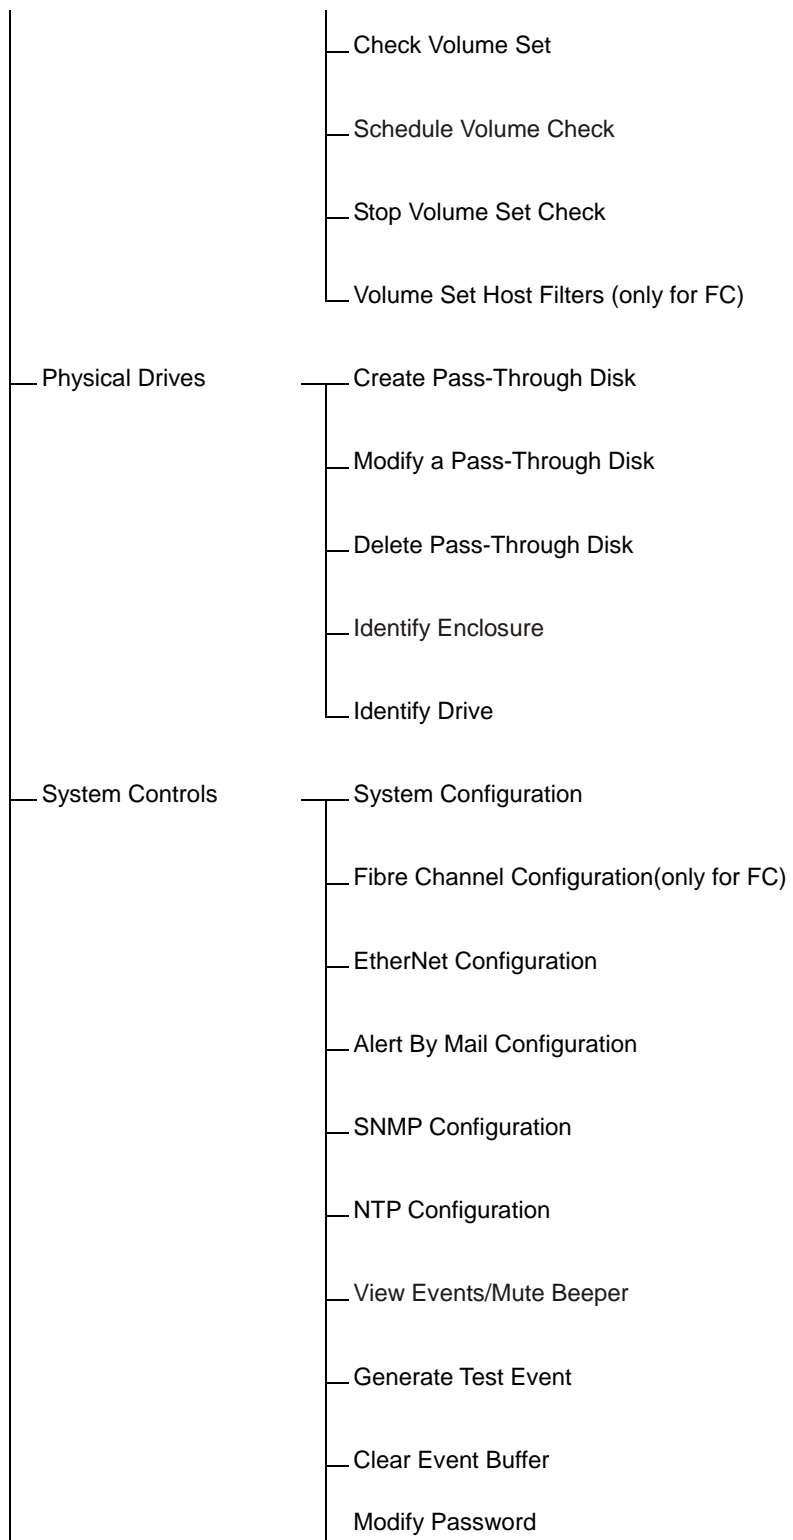 Check Volume Set
Schedule Volume Check
Stop Volume Set Check
Volume Set Host Filters (only for FC)
Physical Drives
Create Pass-Through Disk
Modify a Pass-Through Disk
Delete Pass-Through Disk
Identify Enclosure
Identify Drive
System Controls
System Configuration
Fibre Channel Configuration(only for FC)
EtherNet Configuration
Alert By Mail Configuration
SNMP Configuration
NTP Configuration
View Events/Mute Beeper
Generate Test Event
Clear Event Buffer
Modify Password